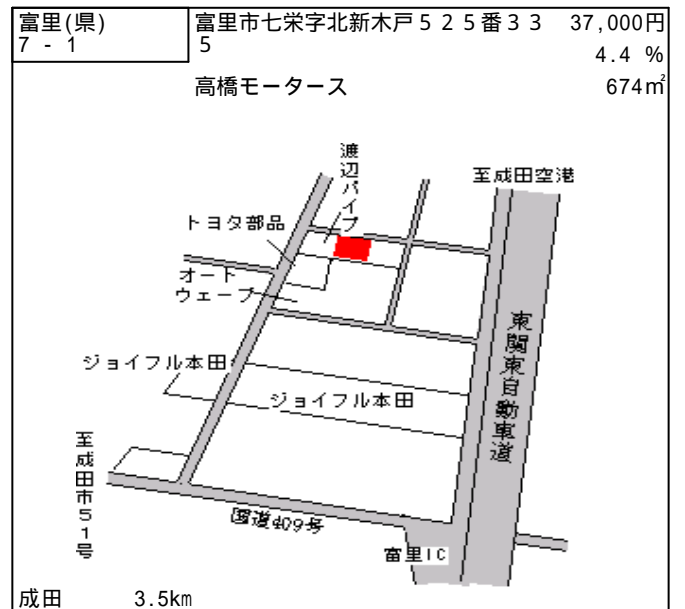 富里(県)
7 - 1
富里市七栄字北新木戸５２５番３３
5
37,000円
4.4 %
高橋モータース
674㎡
渡辺パイプ
至成田空港
トヨタ部品
オート
ウェーブ
東関東自動車道
ジョイフル本田
ジョイフル本田
至成田市５１号
国道409号
富里IC
成田 3.5km